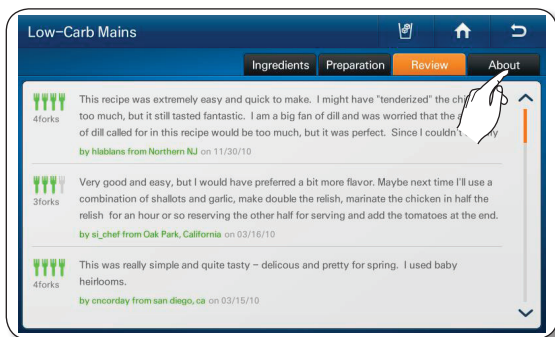 Low-Carb Mains
Ingredients Preparation Review About
4forks
This recipe was extremely easy and quick to make. I might have "tenderized" the
too much, but it still tasted fantastic. I am a big fan of dill and was worried that the
of dill called for in this recipe would be too much, but it was perfect. Since I couldn't
by hlablans from Northern NJ on 11/30/10
3forks
Very good and easy, but I would have preferred a bit more flavor. Maybe next time I'll use a
combination of shallots and garlic, make double the relish, marinate the chicken in half the
relish for an hour or so reserving the other half for serving and add the tomatoes at the end.
by si_chef from Oak Park, California on 03/16/10
4forks
This was really simple and quite tasty – delicous and pretty for spring. I used baby
heirlooms.
by cncorday from san diego, ca on 03/15/10